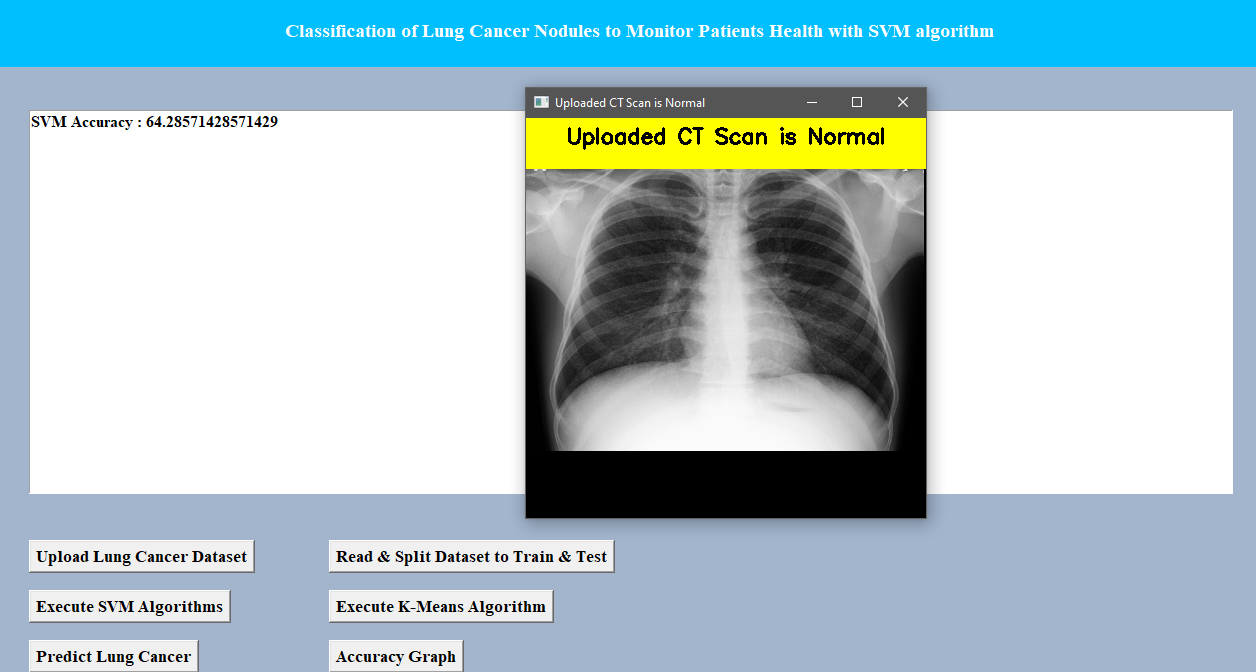 Classification of Lung Cancer Nodules to Monitor Patients Health with SVM algorithm
SVM Accuracy : 64.28571428571429
Uploaded CT Scan is Normal
Uploaded CT Scan is Normal
Upload Lung Cancer Dataset
Read & Split Dataset to Train & Test
Execute SVM Algorithms
Execute K-Means Algorithm
Predict Lung Cancer
Accuracy Graph